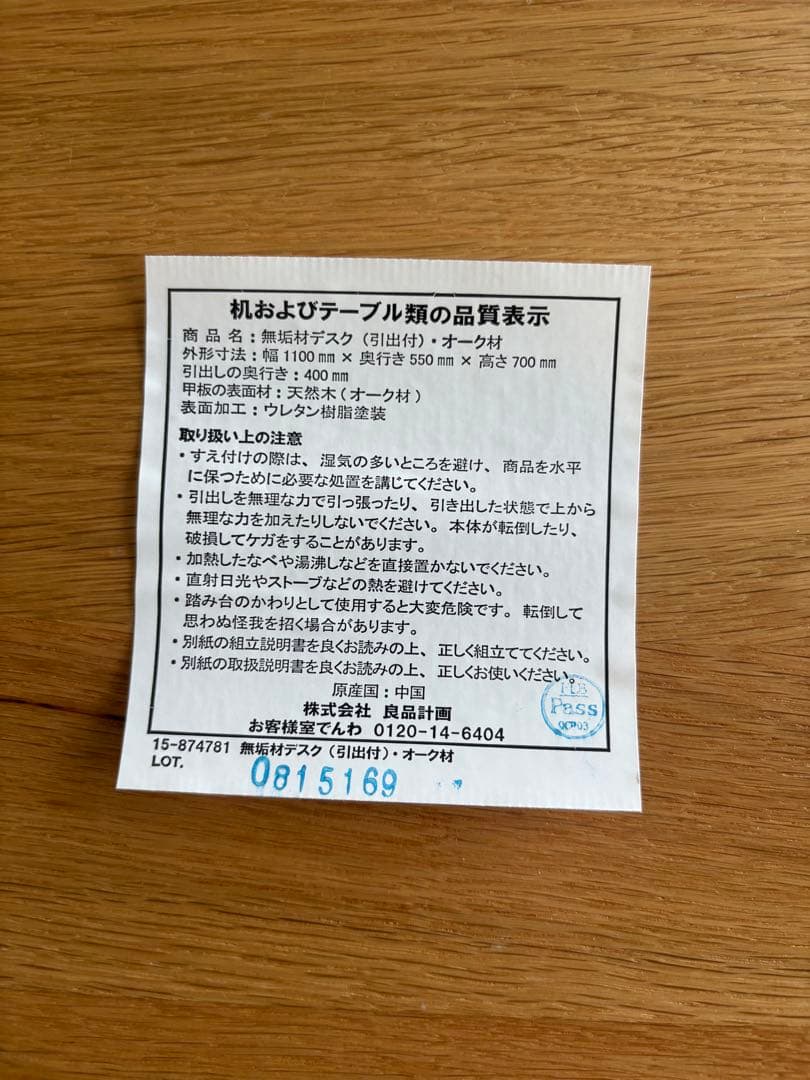 机およびテーブル類の品質表示
商品名:無垢材デスク(引出付)・オーク材
外形寸法:幅1100mm×奥行き550mm×高さ700mm
引出しの奥行き:400mm
甲板の表面材:天然木(オーク材)
表面加工:ウレタン樹脂塗装
取り扱い上の注意
・すえ付けの際は、湿気の多いところを避け、商品を水平
に保つために必要な処置を講じてください。
・引出しを無理な力で引っ張ったり、引き出した状態で上から
無理な力を加えたりしないでください。本体が転倒したり、
破損してケガをすることがあります。
・加熱したなべや湯沸しなどを直接置かないでください。
・直射日光やストーブなどの熱を避けてください。
・踏み台のかわりとして使用すると大変危険です。転倒して
思わぬ怪我を招く場合があります。
・別紙の組立説明書を良くお読みの上、正しく組立ててください。
・別紙の取扱説明書を良くお読みの上、正しくお使いください。
原産国:中国
株式会社 良品計画
お客様室でんわ 0120-14-6404
Pass
15-874781 無垢材デスク(引出付)・オーク材
LOT.
0815169